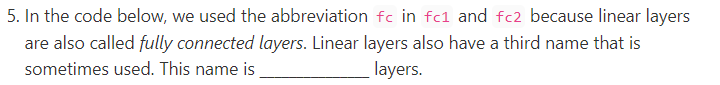 5. In the code below, we used the abbreviation fc in fc1 and fc2 because linear layers
are also called fully connected layers. Linear layers also have a third name that is
sometimes used. This name is _______________ layers.